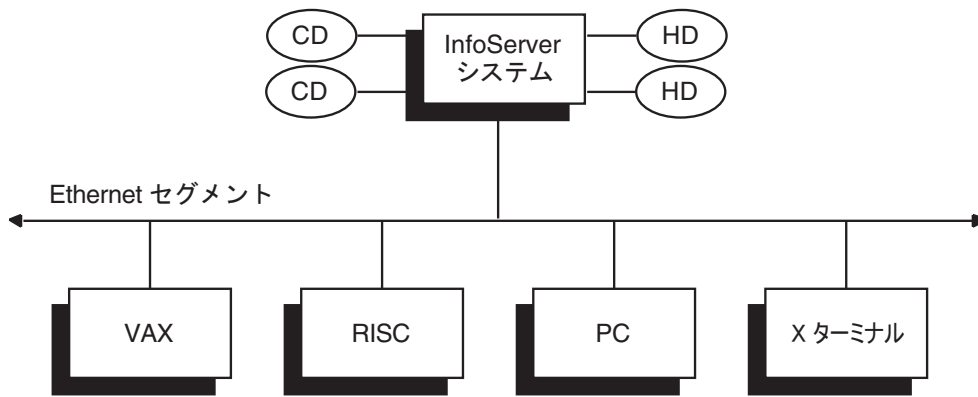 CD
InfoServer
システム
HD
CD
HD
Ethernet セグメント
VAX
RISC
PC
X ターミナル